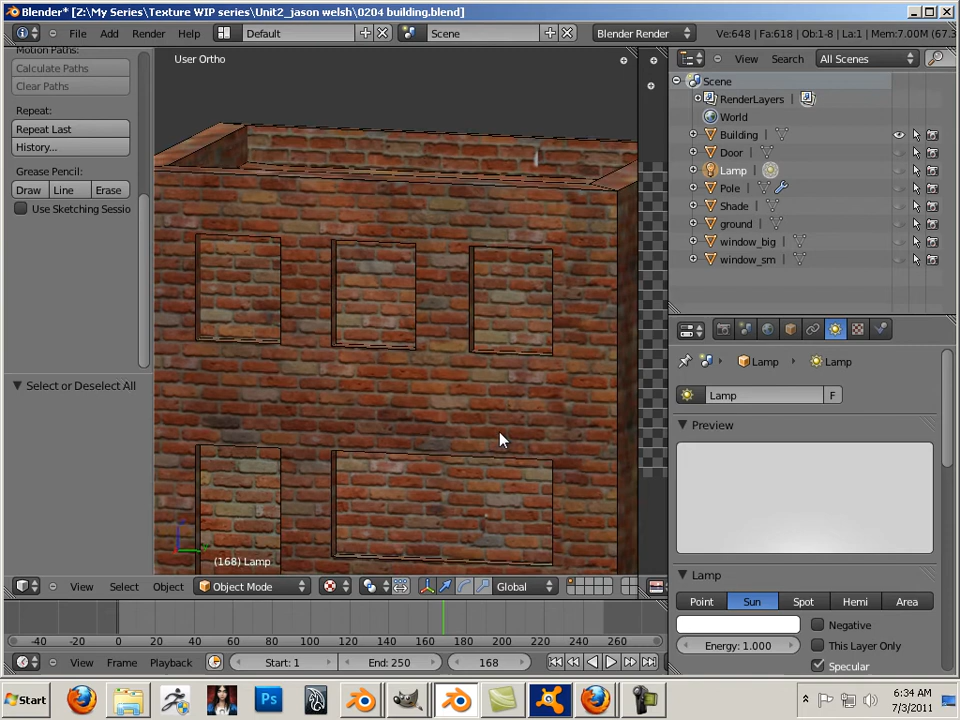 Blender* [Z:\My Series\Texture WIP series\Unit2_jason welsh\0204 building.blend]
File Add Render Help Default Scene Blender Render Ve:648 | Fa:618 | Ob:1-8 | La:1 | Mem:7.00M (67.3
Motion Paths:
Calculate Paths
Clear Paths
Repeat:
Repeat Last
History...
Grease Pencil:
Draw Line Erase
Use Sketching Sessio
Select or Deselect All
User Ortho
(168) Lamp
View Search All Scenes
Scene
RenderLayers
World
Building
Door
Lamp
Pole
Shade
ground
window_big
window_sm
Lamp Lamp
Lamp F
Preview
Lamp
Point Sun Spot Hemi Area
Negative
Energy: 1.000 This Layer Only
Specular
View Select Object Object Mode Global
-40 -20 0 20 40 60 80 100 120 140 160 180 200 220 240 260
View Frame Playback Start: 1 End: 250 168
Start Ps 6:34 AM
7/3/2011